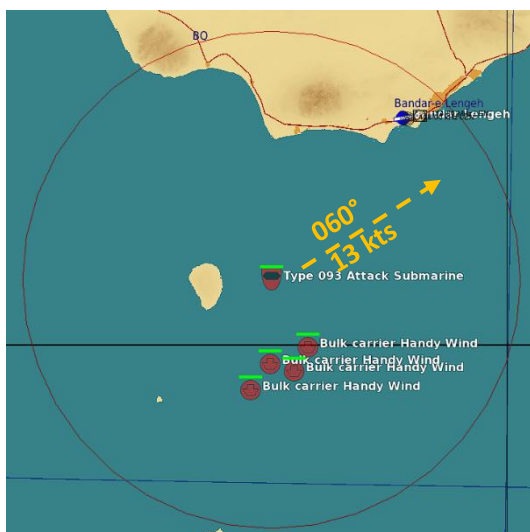 BQ
Bandar-e Lengeh
Lengeh
060°
13 kts
Type 093 Attack Submarine
Bulk carrier Handy Wind
Bulk carrier Handy Wind
Bulk carrier Handy Wind
Bulk carrier Handy Wind